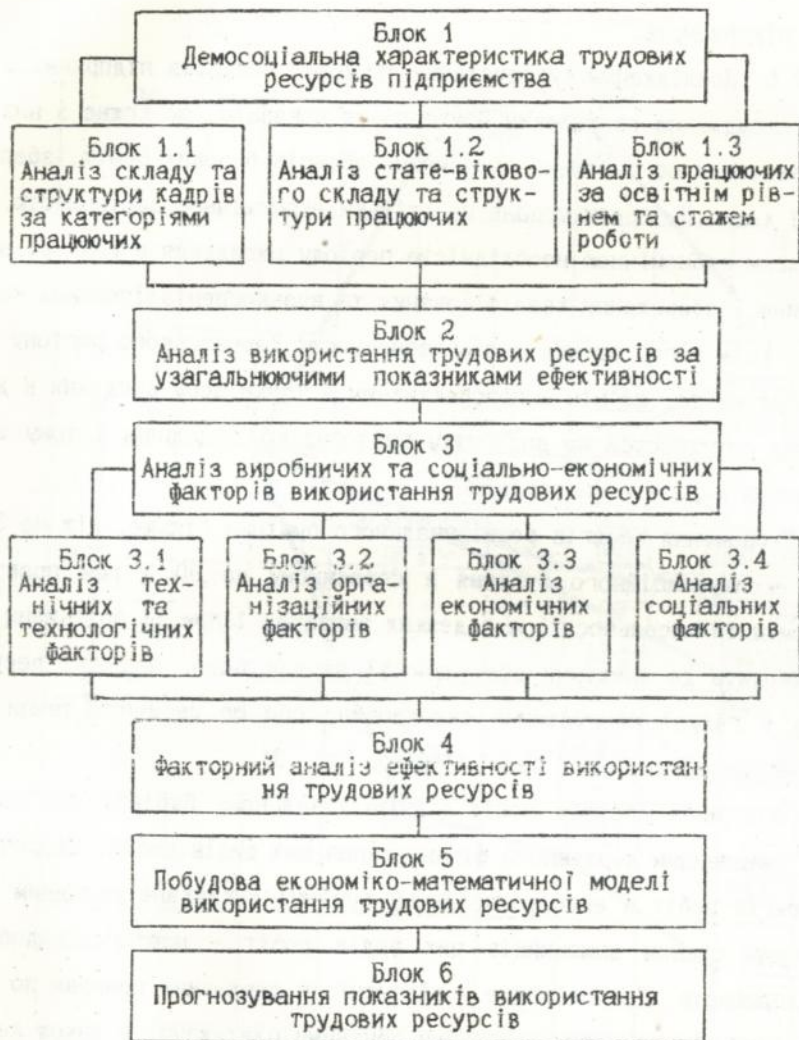 Блок 1
Демосоціальна характеристика трудових
ресурсів підприємства
Блок 1.1
Аналіз складу та
структури кадрів
за категоріями
працюючих
Блок 1.2
Аналіз стате-віково-
го складу та струк-
тури працюючих
Блок 1.3
Аналіз працюючих
за освітнім рів-
нем та стажем
роботи
Блок 2
Аналіз використання трудових ресурсів за
узагальнюючими показниками ефективності
Блок 3
Аналіз виробничих та соціально-економічних
факторів використання трудових ресурсів
Блок 3.1
Аналіз тех-
нічних та
технологічних
факторів
Блок 3.2
Аналіз орга-
нізаційних
факторів
Блок 3.3
Аналіз
економічних
факторів
Блок 3.4
Аналіз
соціальних
факторів
Блок 4
Факторний аналіз ефективності використан-
ня трудових ресурсів
Блок 5
Побудова економіко-математичної моделі
використання трудових ресурсів
Блок 6
Прогнозування показників використання
трудових ресурсів